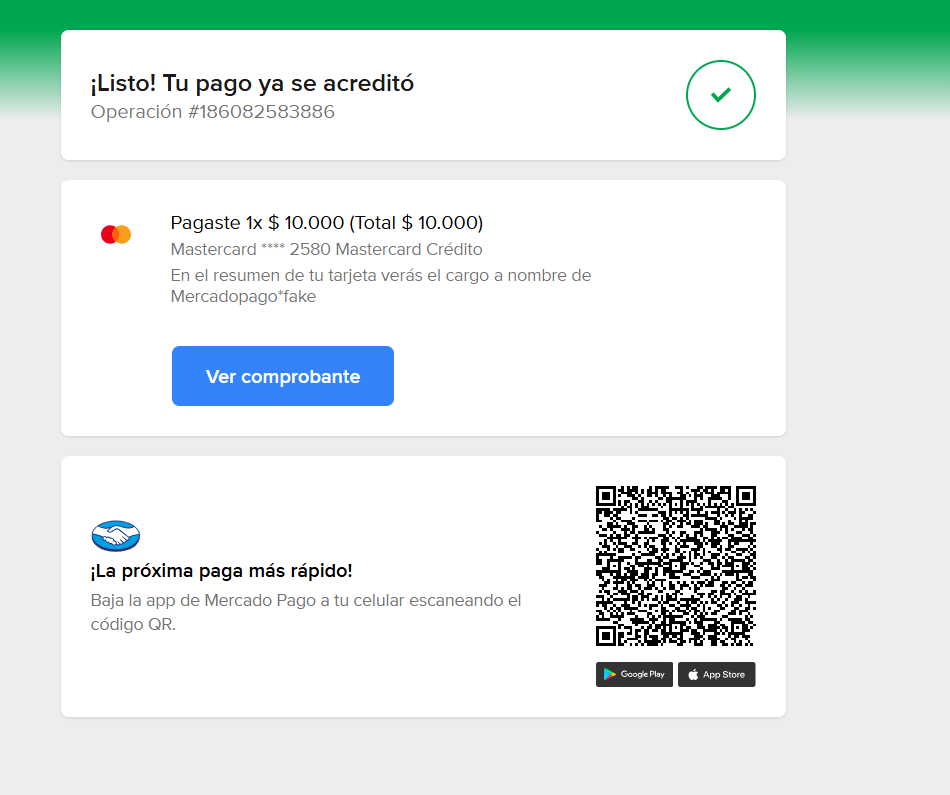 ¡Listo! Tu pago ya se acreditó
Operación #186082583886
Pagaste 1x $ 10.000 (Total $ 10.000)
Mastercard **** 2580 Mastercard Crédito
En el resumen de tu tarjeta verás el cargo a nombre de
Mercadopago*fake
Ver comprobante
¡La próxima paga más rápido!
Baja la app de Mercado Pago a tu celular escaneando el
código QR.
Google Play
App Store